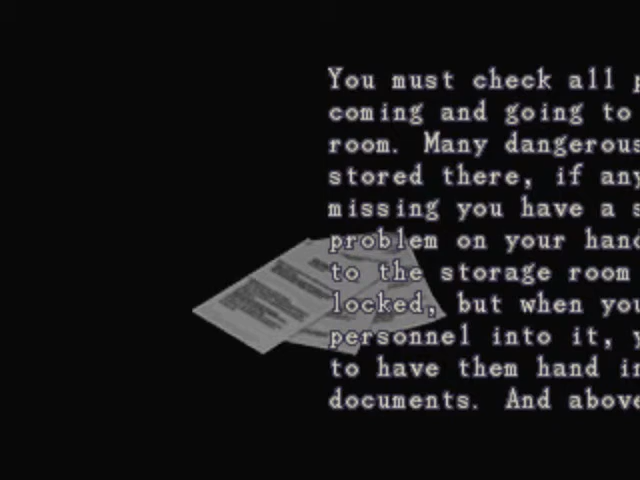 You must check all
coming and going to
room. Many dangerous
stored there, if any
missing you have a
problem on your hand
to the storage room
locked, but when you
personnel into it,
to have them hand in
documents. And above